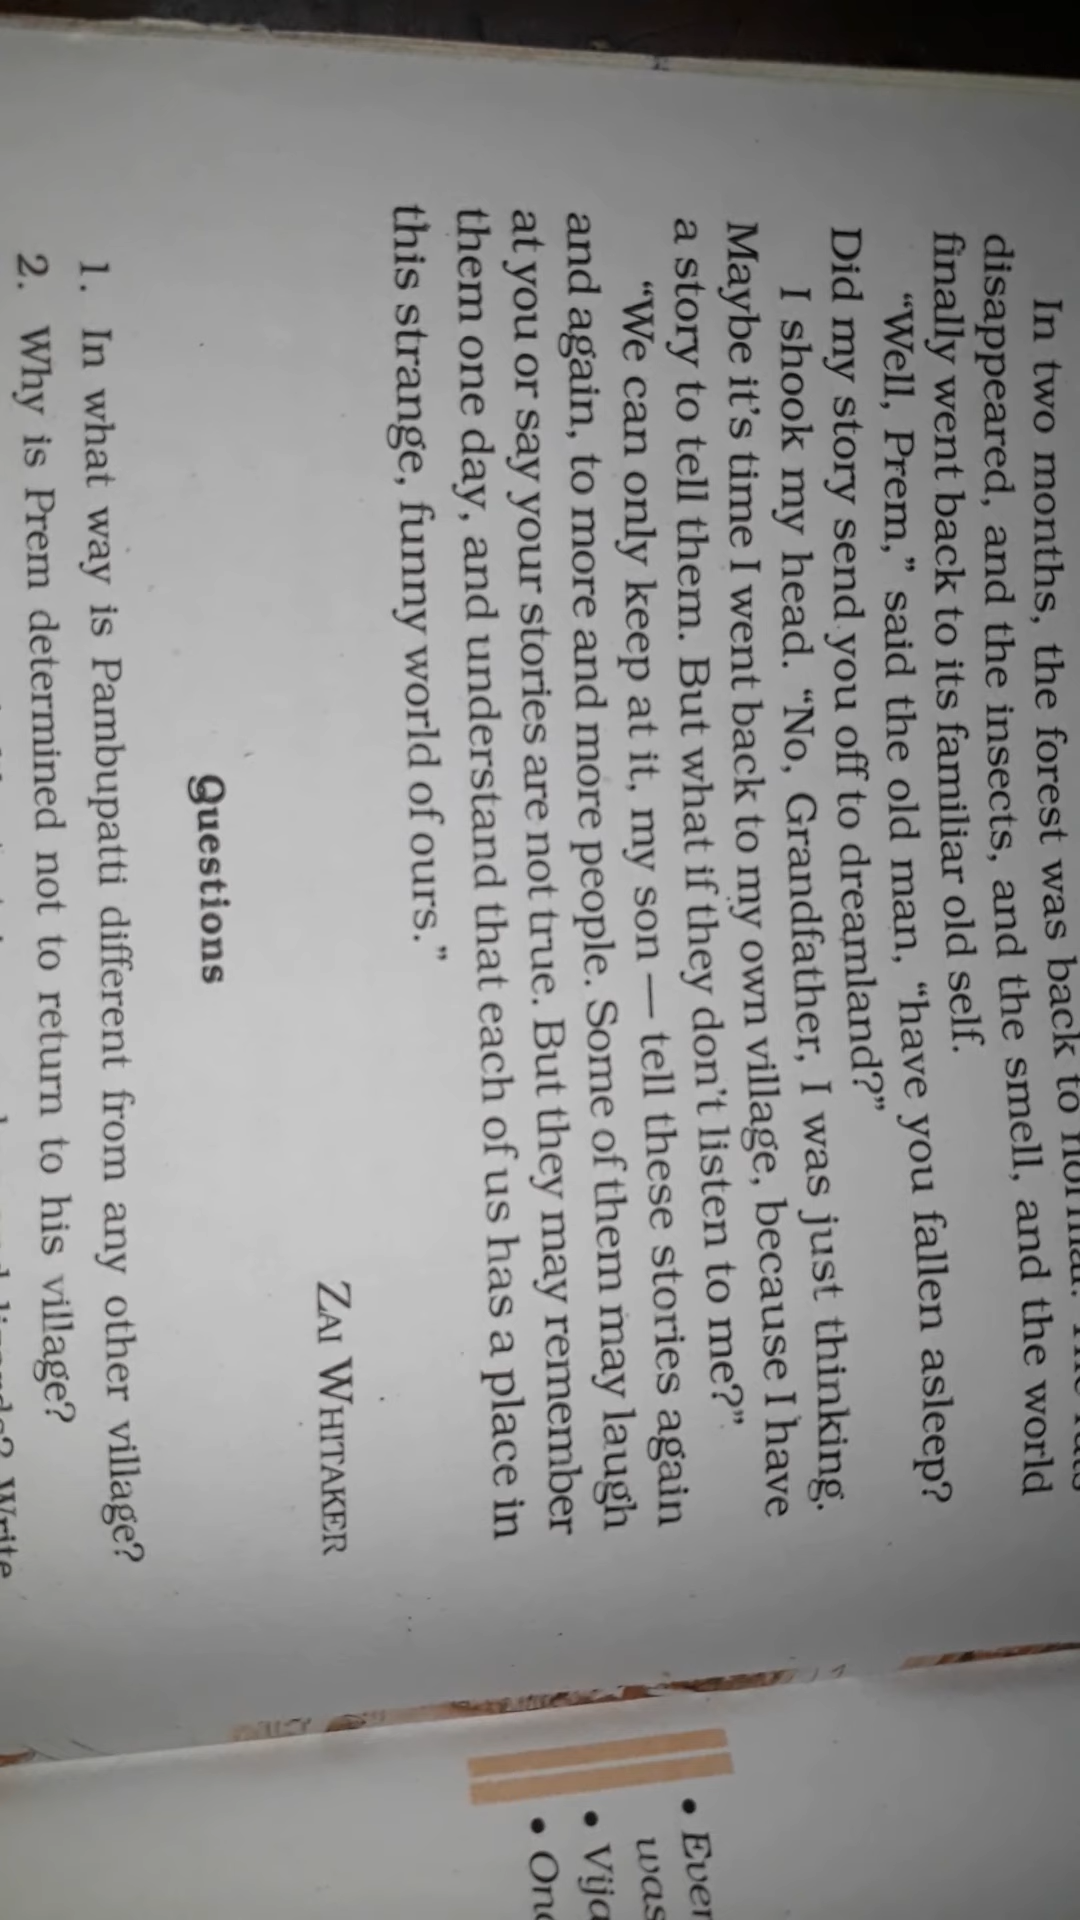 In two months, the forest was back to normal. The rats
disappeared, and the insects, and the smell, and the world
finally went back to its familiar old self.
“Well, Prem,” said the old man, “have you fallen asleep?
Did my story send you off to dreamland?”
I shook my head. “No, Grandfather, I was just thinking.
Maybe it’s time I went back to my own village, because I have
a story to tell them. But what if they don’t listen to me?”
“We can only keep at it, my son — tell these stories again
and again, to more and more people. Some of them may laugh
at you or say your stories are not true. But they may remember
them one day, and understand that each of us has a place in
this strange, funny world of ours.”
ZAI WHITAKER
Questions
1. In what way is Pambupatti different from any other village?
2. Why is Prem determined not to return to his village?
Write
• Ever
was
• Vija
• Onc